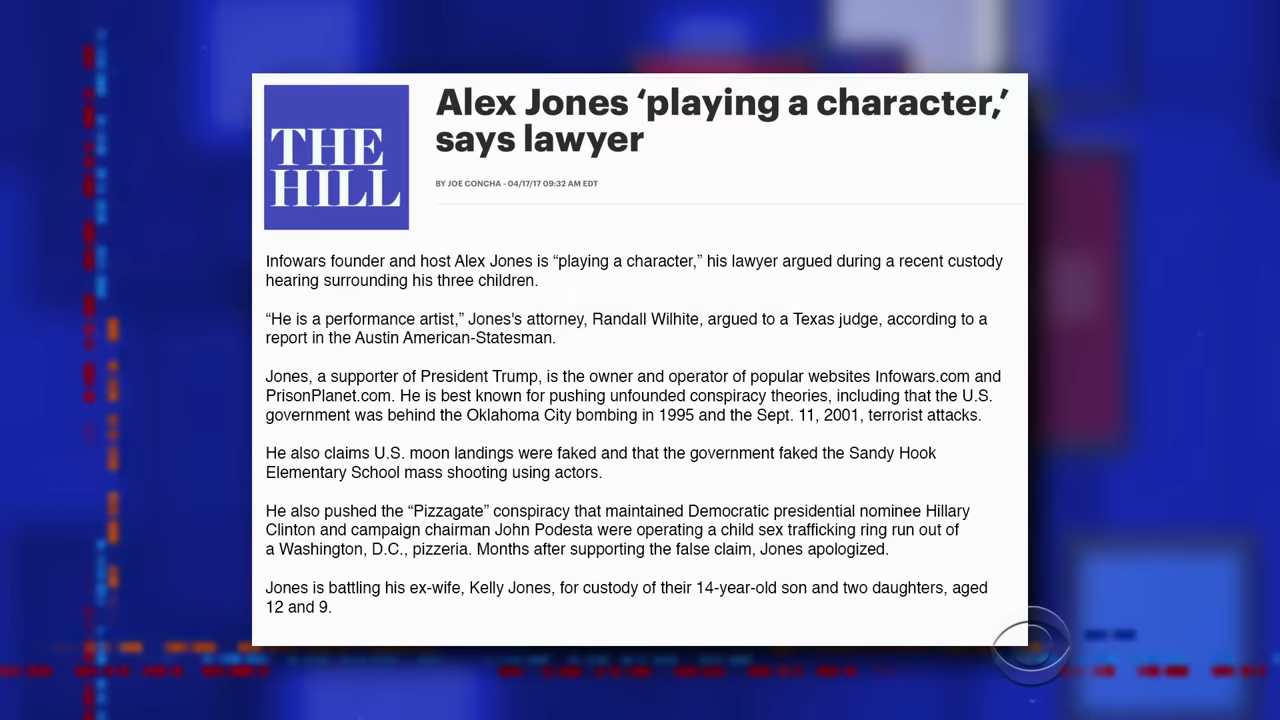 THE
HILL
Alex Jones ‘playing a character,’
says lawyer
BY JOE CONCHA - 04/17/17 09:32 AM EDT
Infowars founder and host Alex Jones is “playing a character,” his lawyer argued during a recent custody
hearing surrounding his three children.
“He is a performance artist,” Jones's attorney, Randall Wilhite, argued to a Texas judge, according to a
report in the Austin American-Statesman.
Jones, a supporter of President Trump, is the owner and operator of popular websites Infowars.com and
PrisonPlanet.com. He is best known for pushing unfounded conspiracy theories, including that the U.S.
government was behind the Oklahoma City bombing in 1995 and the Sept. 11, 2001, terrorist attacks.
He also claims U.S. moon landings were faked and that the government faked the Sandy Hook
Elementary School mass shooting using actors.
He also pushed the “Pizzagate” conspiracy that maintained Democratic presidential nominee Hillary
Clinton and campaign chairman John Podesta were operating a child sex trafficking ring run out of
a Washington, D.C., pizzeria. Months after supporting the false claim, Jones apologized.
Jones is battling his ex-wife, Kelly Jones, for custody of their 14-year-old son and two daughters, aged
12 and 9.